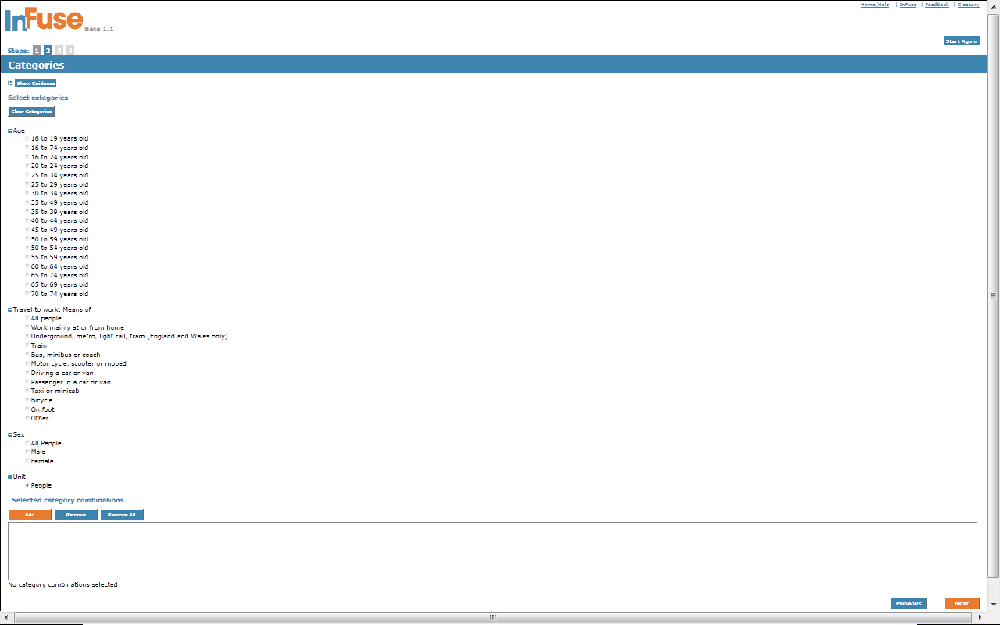 Home/Help | InFuse | Feedback | Glossary
InFuse Beta 1.1
Start Again
Steps: 1 2 3 4
Categories
Show Guidance
Select categories
Clear Categories
Age
16 to 19 years old
16 to 74 years old
16 to 24 years old
20 to 24 years old
25 to 34 years old
25 to 29 years old
30 to 34 years old
35 to 49 years old
35 to 39 years old
40 to 44 years old
45 to 49 years old
50 to 59 years old
50 to 54 years old
55 to 59 years old
60 to 64 years old
65 to 74 years old
65 to 69 years old
70 to 74 years old
Travel to work, Means of
All people
Work mainly at or from home
Underground, metro, light rail, tram (England and Wales only)
Train
Bus, minibus or coach
Motor cycle, scooter or moped
Driving a car or van
Passenger in a car or van
Taxi or minicab
Bicycle
On foot
Other
Sex
All People
Male
Female
Unit
People
Selected category combinations
Add Remove Remove All
No category combinations selected
Previous Next